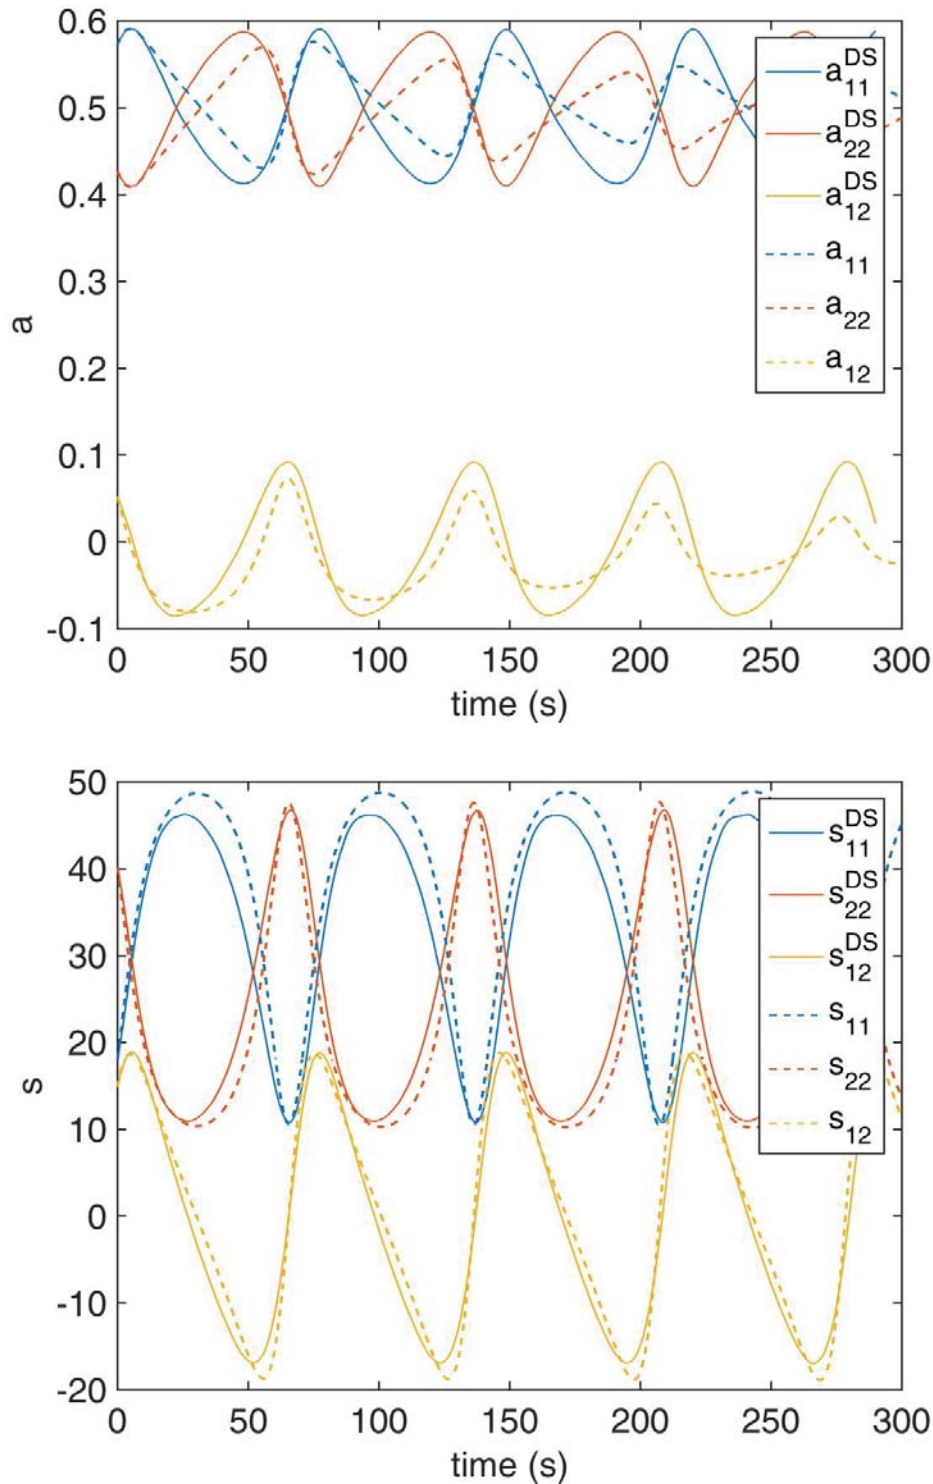 0.6
0.5
0.4
0.3
0.2
0.1
0
-0.1
a
0 50 100 150 200 250 300
time (s)
a₁₁ᴰˢ
a₂₂ᴰˢ
a₁₂ᴰˢ
a₁₁
a₂₂
a₁₂
50
40
30
20
10
0
-10
-20
s
0 50 100 150 200 250 300
time (s)
s₁₁ᴰˢ
s₂₂ᴰˢ
s₁₂ᴰˢ
s₁₁
s₂₂
s₁₂